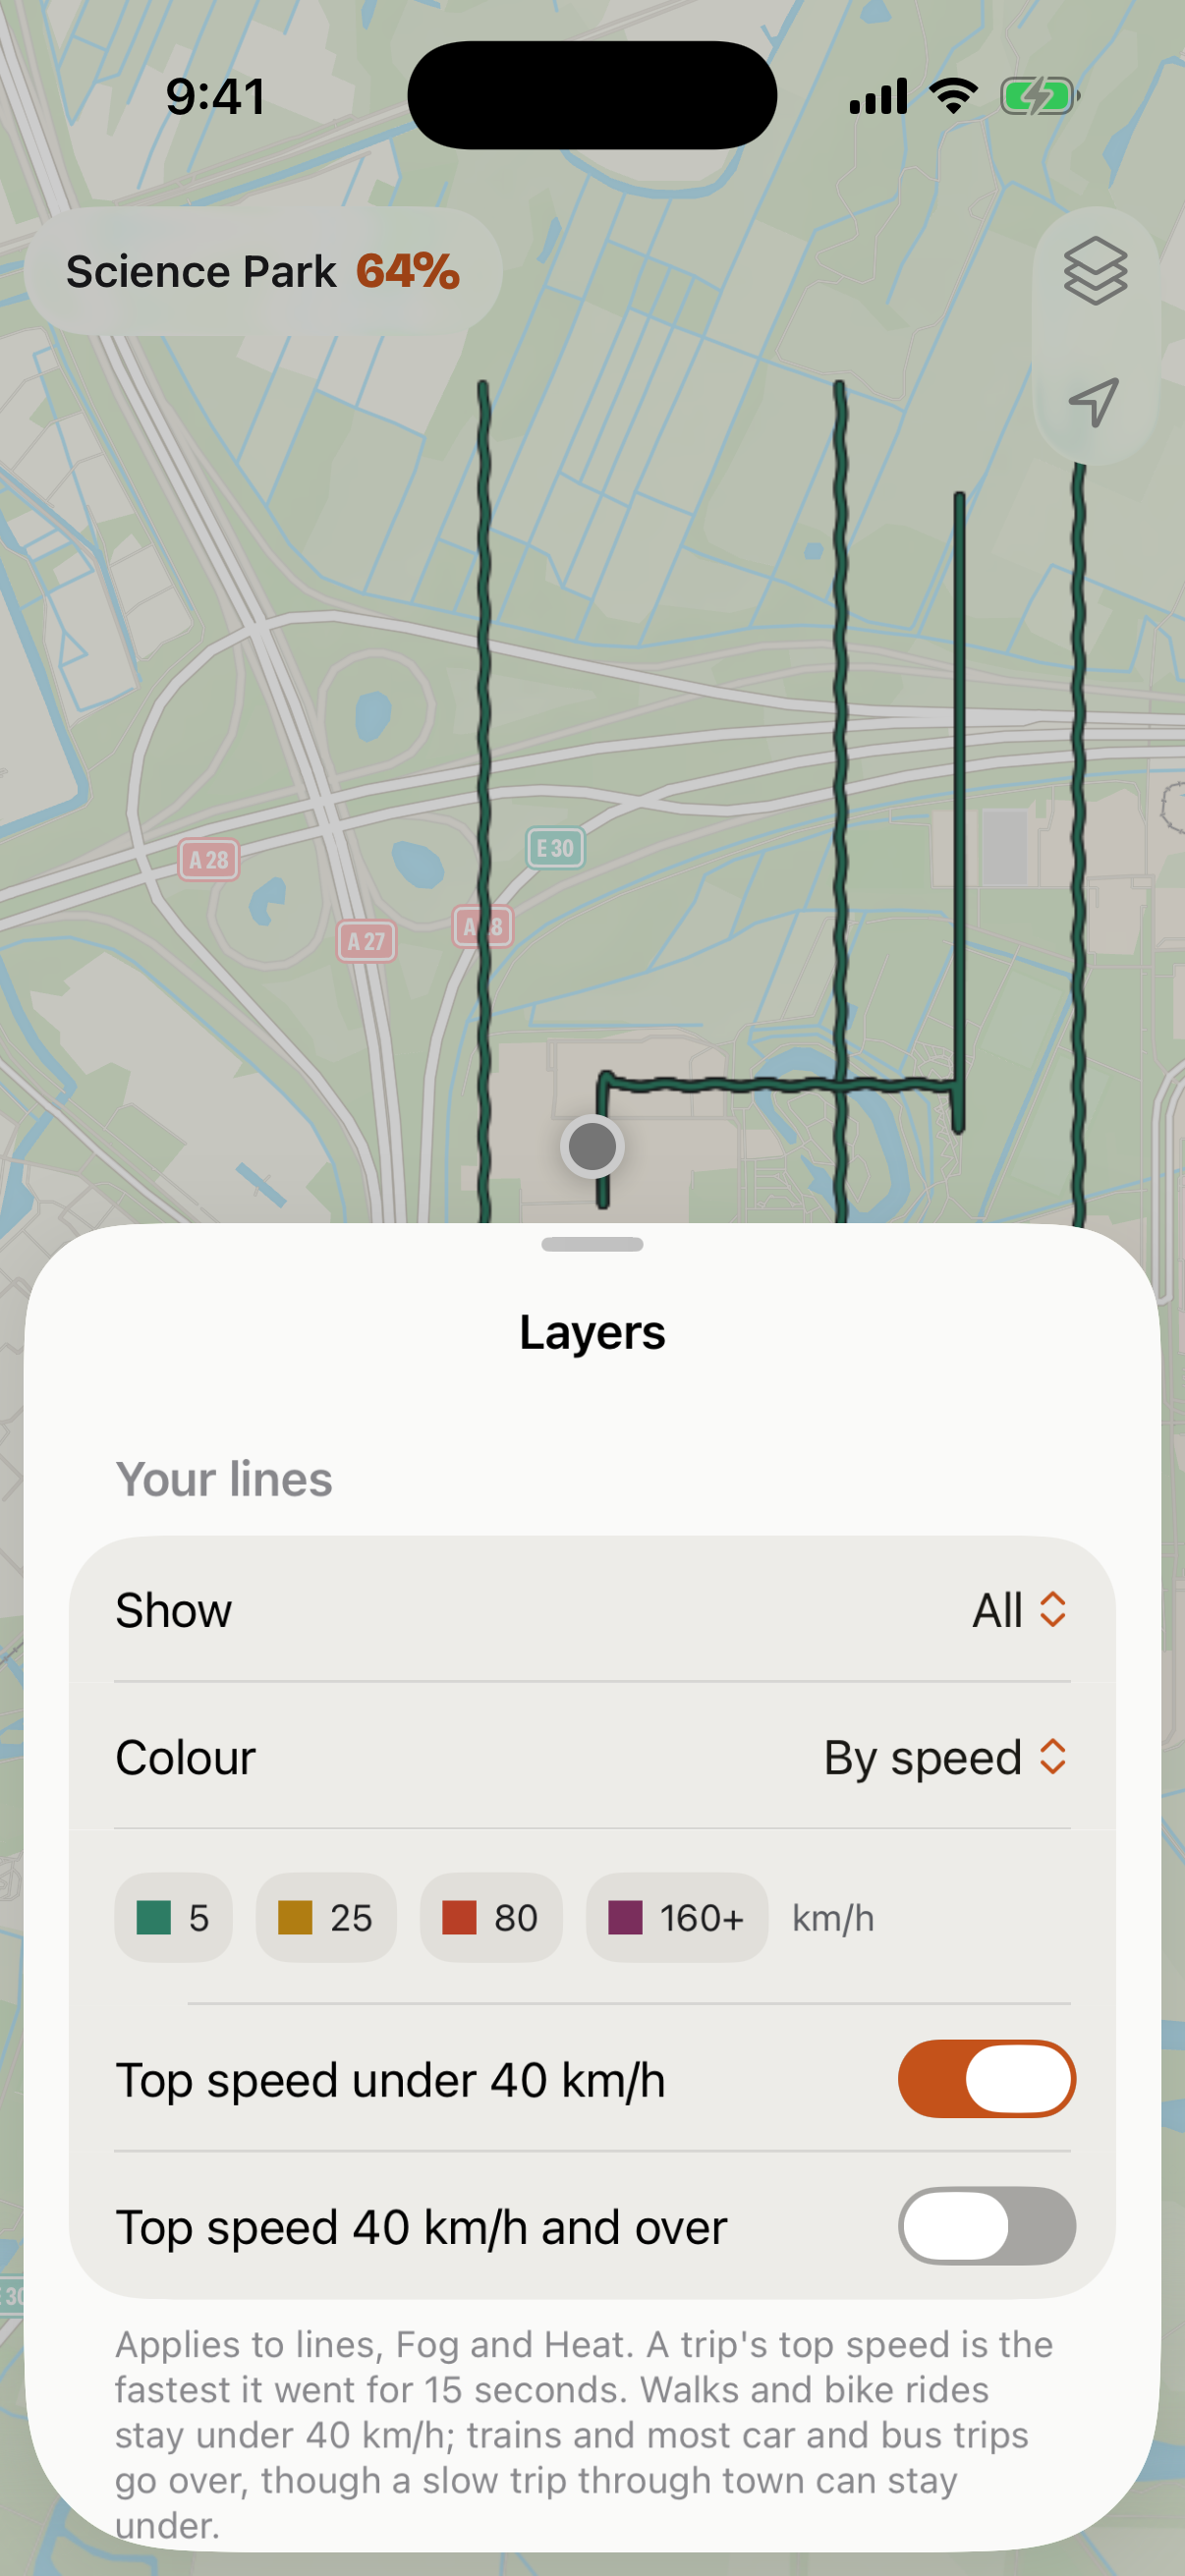 9:41
Science Park 64%
E 30
A 28
A 27
Layers
Your lines
Show All
Colour By speed
5 25 80 160+ km/h
Top speed under 40 km/h
Top speed 40 km/h and over
Applies to lines, Fog and Heat. A trip's top speed is the
fastest it went for 15 seconds. Walks and bike rides
stay under 40 km/h; trains and most car and bus trips
go over, though a slow trip through town can stay
under.